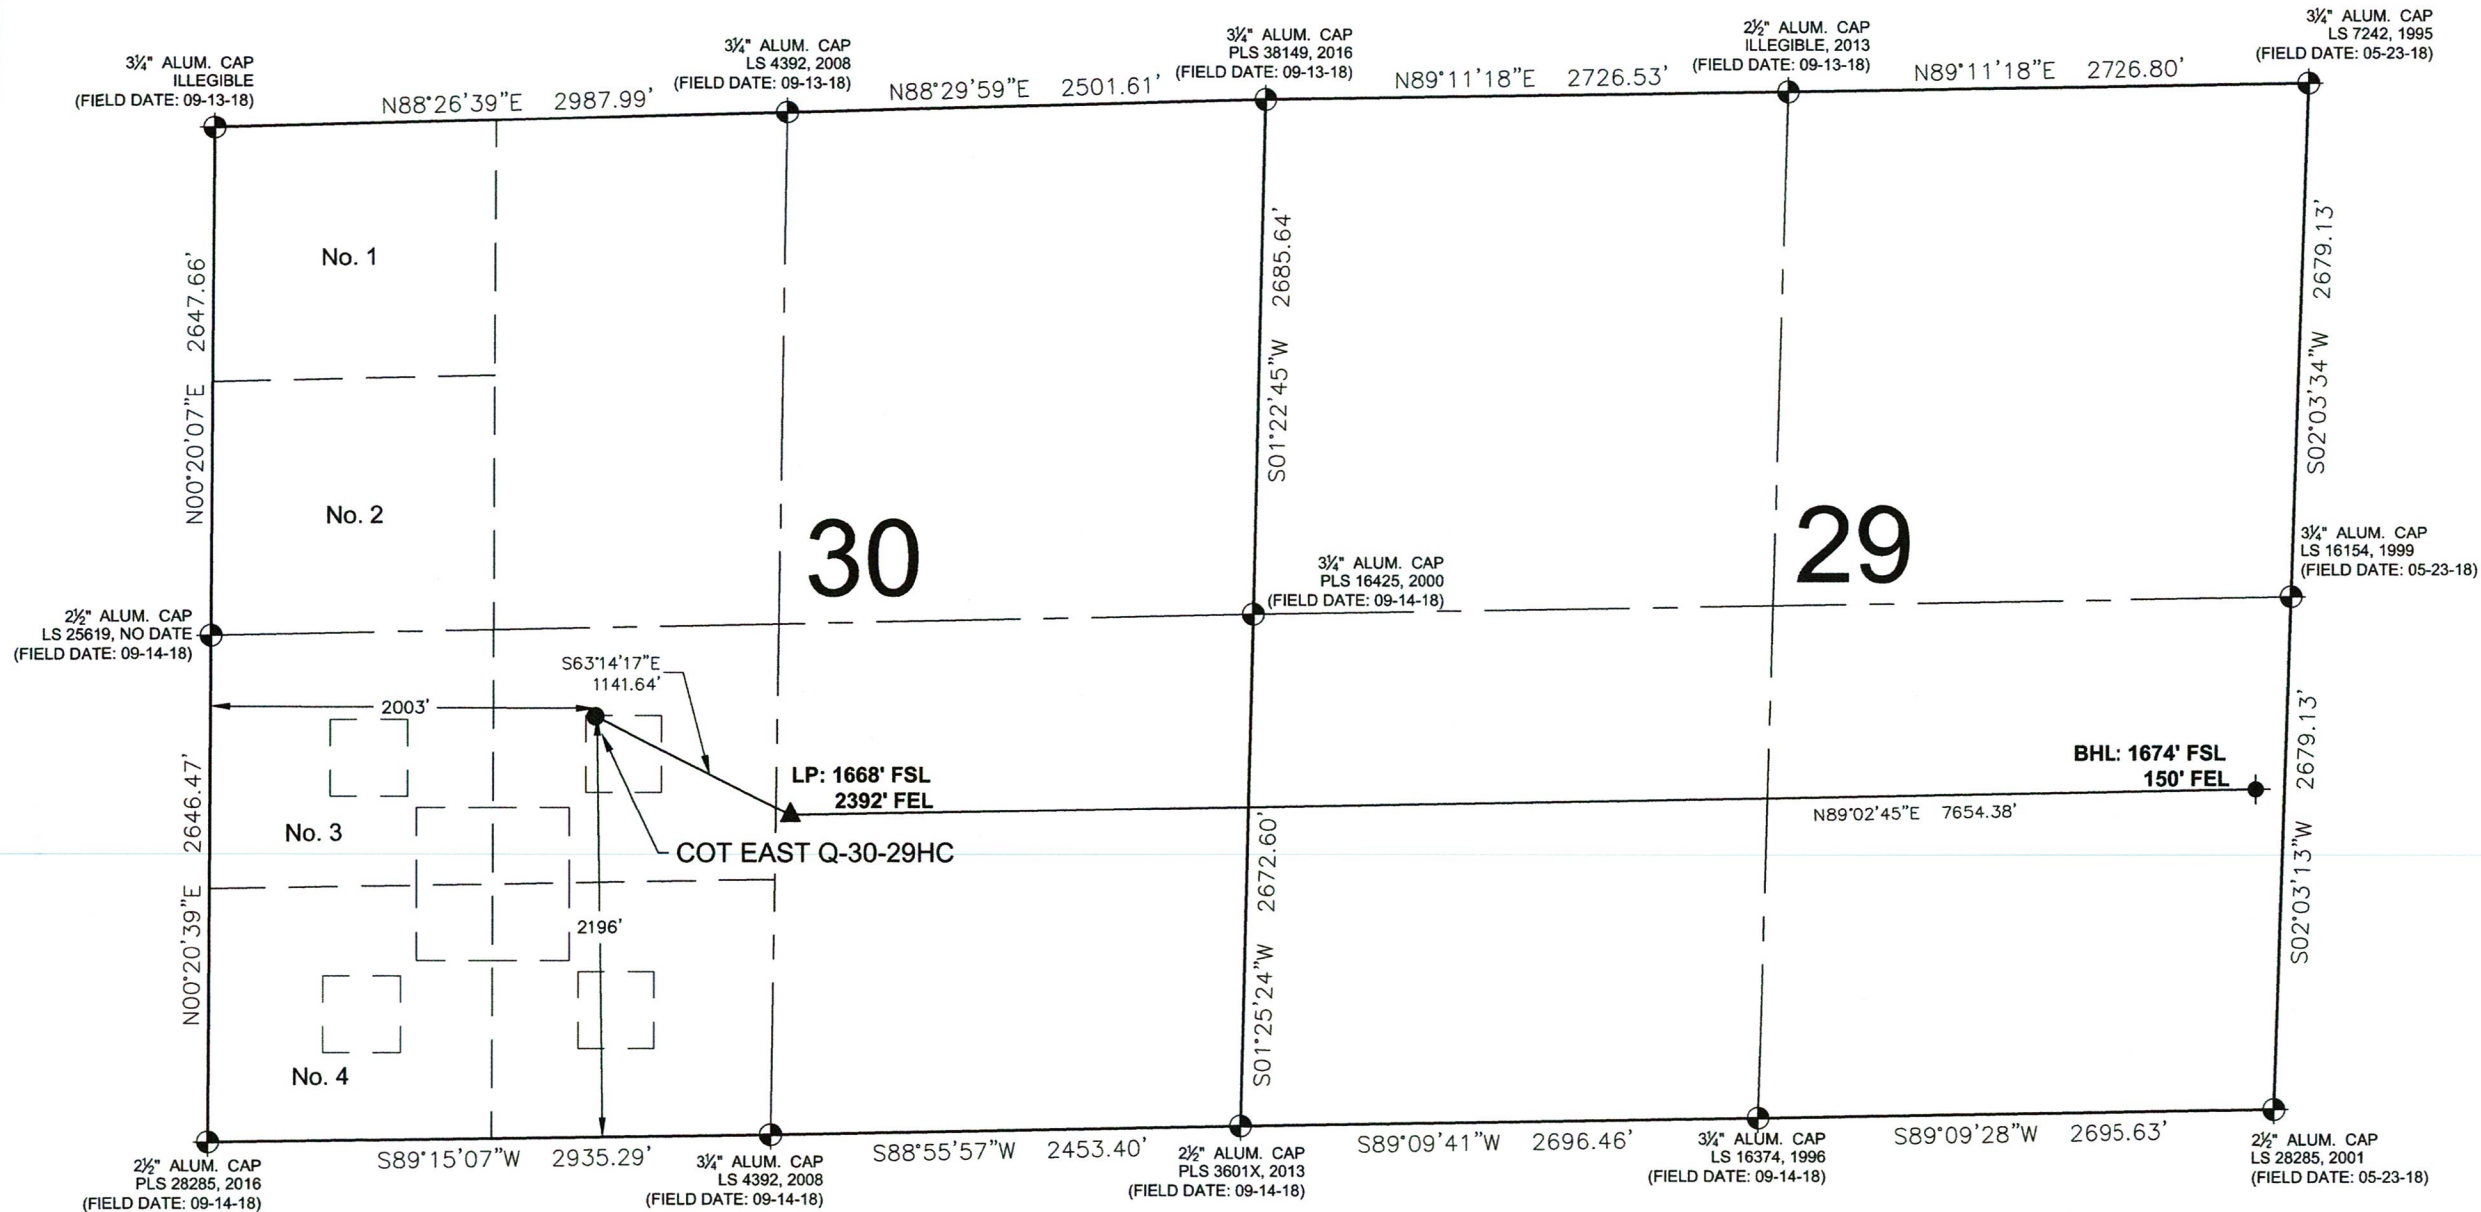 3¼" ALUM. CAP
ILLEGIBLE
(FIELD DATE: 09-13-18)
N88°26'39"E 2987.99'
3¼" ALUM. CAP
LS 4392, 2008
(FIELD DATE: 09-13-18)
N88°29'59"E 2501.61'
3¼" ALUM. CAP
PLS 38149, 2016
(FIELD DATE: 09-13-18)
N89°11'18"E 2726.53'
2½" ALUM. CAP
ILLEGIBLE, 2013
(FIELD DATE: 09-13-18)
N89°11'18"E 2726.80'
3¼" ALUM. CAP
LS 7242, 1995
(FIELD DATE: 05-23-18)
No. 1
N00°20'07"E 2647.66'
S01°22'45"W 2685.64'
S02°03'34"W 2679.13'
No. 2
30
29
3¼" ALUM. CAP
PLS 16425, 2000
(FIELD DATE: 09-14-18)
3¼" ALUM. CAP
LS 16154, 1999
(FIELD DATE: 05-23-18)
2½" ALUM. CAP
LS 25619, NO DATE
(FIELD DATE: 09-14-18)
S63°14'17"E
1141.64'
2003'
LP: 1668' FSL
2392' FEL
BHL: 1674' FSL
150' FEL
N89°02'45"E 7654.38'
No. 3
COT EAST Q-30-29HC
2196'
N00°20'39"E 2646.47'
S01°25'24"W 2672.60'
S02°03'13"W 2679.13'
No. 4
2½" ALUM. CAP
PLS 28285, 2016
(FIELD DATE: 09-14-18)
S89°15'07"W 2935.29'
3¼" ALUM. CAP
LS 4392, 2008
(FIELD DATE: 09-14-18)
S88°55'57"W 2453.40'
2½" ALUM. CAP
PLS 3601X, 2013
(FIELD DATE: 09-14-18)
S89°09'41"W 2696.46'
3¼" ALUM. CAP
LS 16374, 1996
(FIELD DATE: 09-14-18)
S89°09'28"W 2695.63'
2½" ALUM. CAP
LS 28285, 2001
(FIELD DATE: 05-23-18)